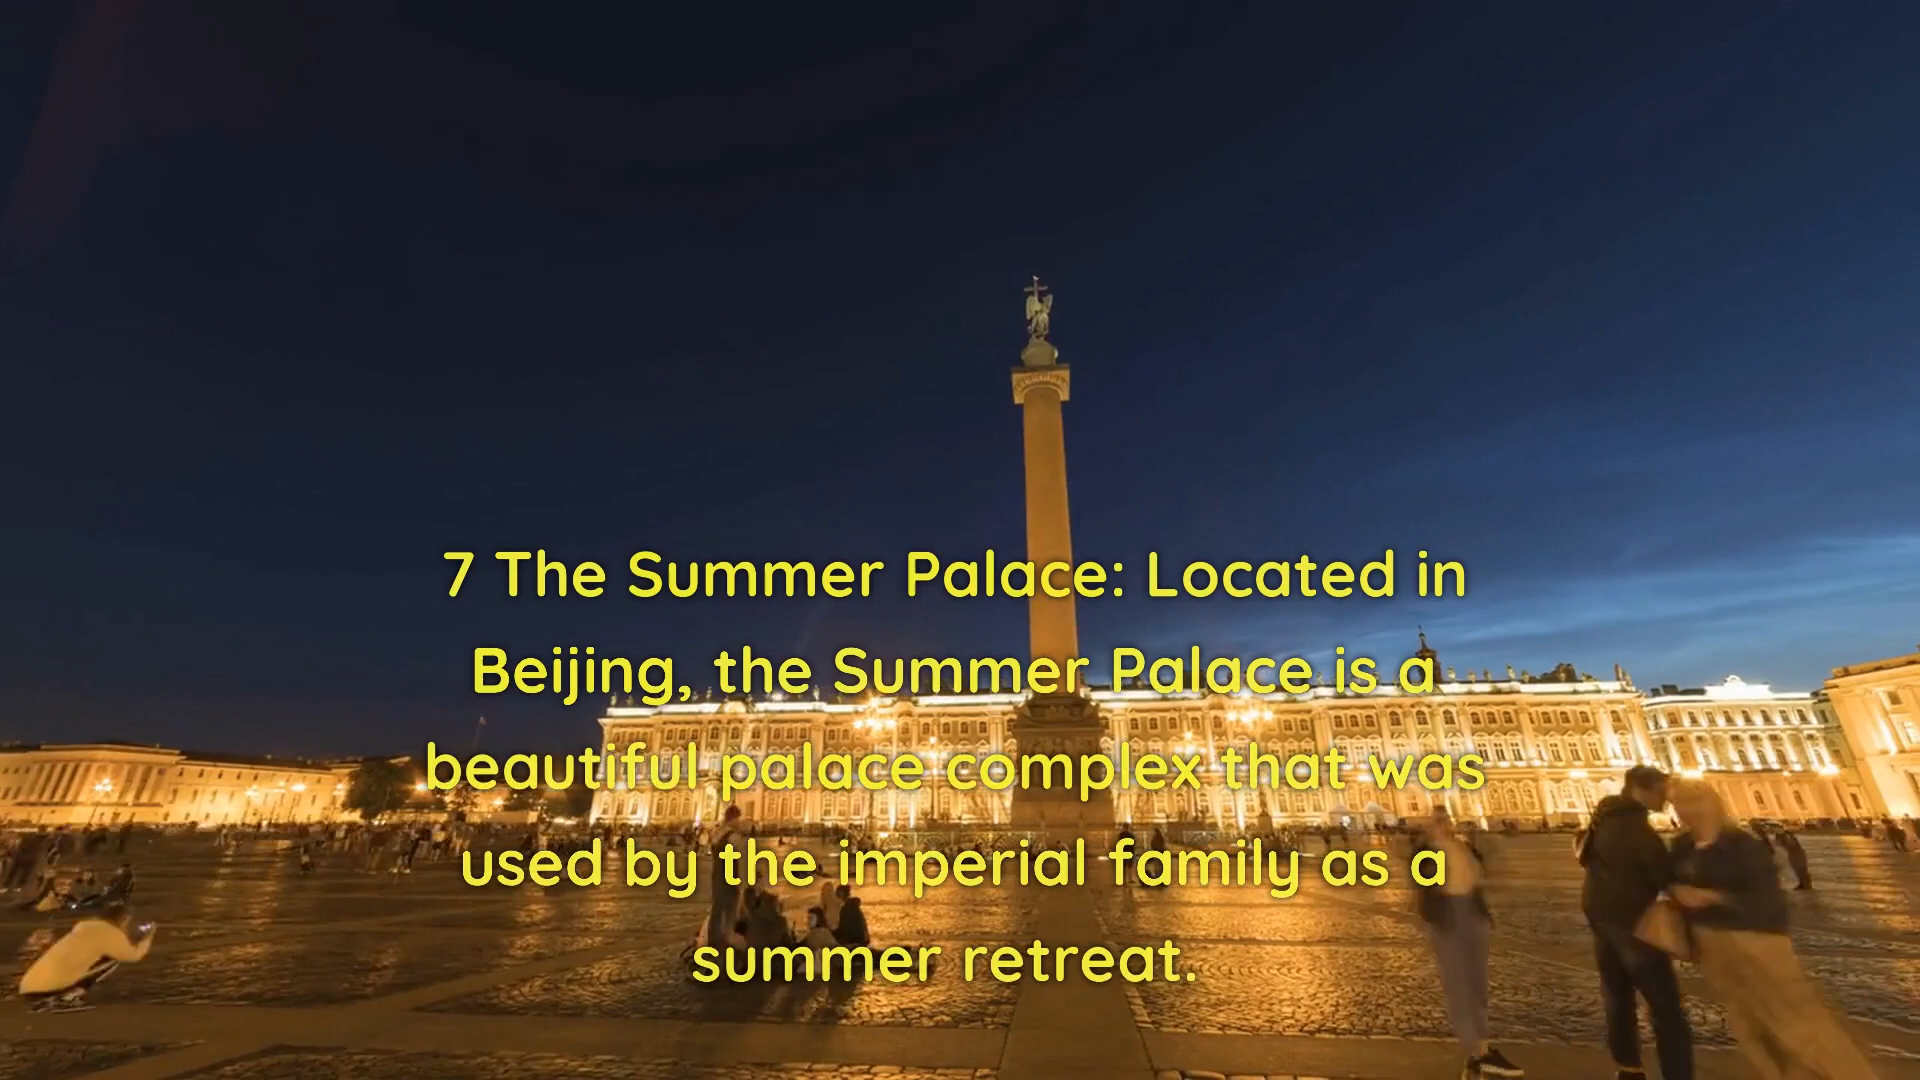 7 The Summer Palace: Located in
Beijing, the Summer Palace is a
beautiful palace complex that was
used by the imperial family as a
summer retreat.